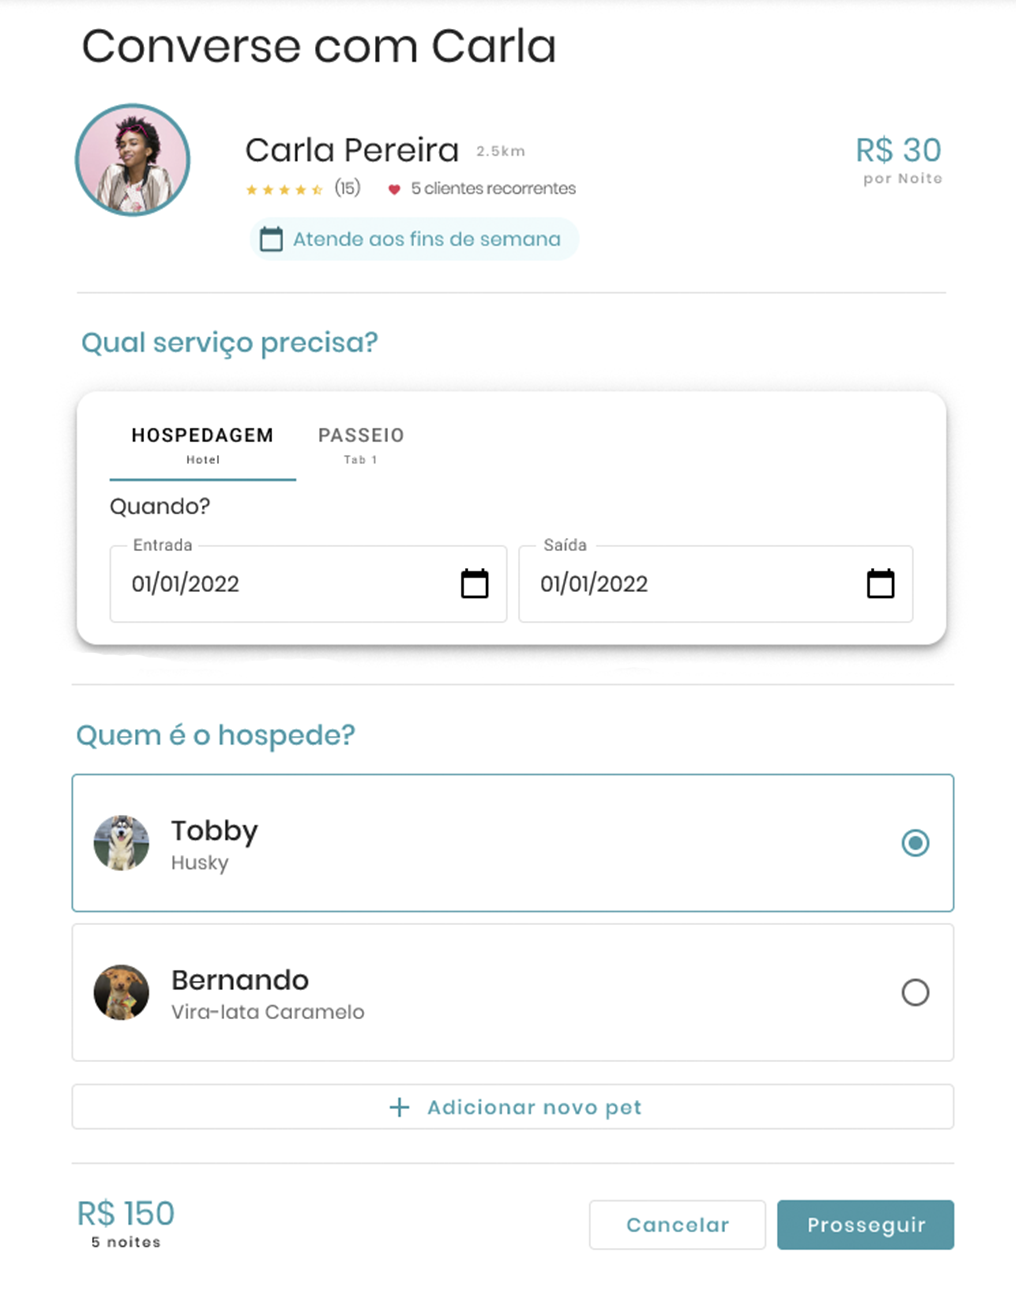 Converse com Carla
Carla Pereira 2.5km
R$ 30
por Noite
(15) 5 clientes recorrentes
Atende aos fins de semana
Qual serviço precisa?
HOSPEDAGEM PASSEIO
Hotel Tab 1
Quando?
Entrada Saída
01/01/2022 01/01/2022
Quem é o hospede?
Tobby
Husky
Bernando
Vira-lata Caramelo
+ Adicionar novo pet
R$ 150
5 noites
Cancelar Prosseguir